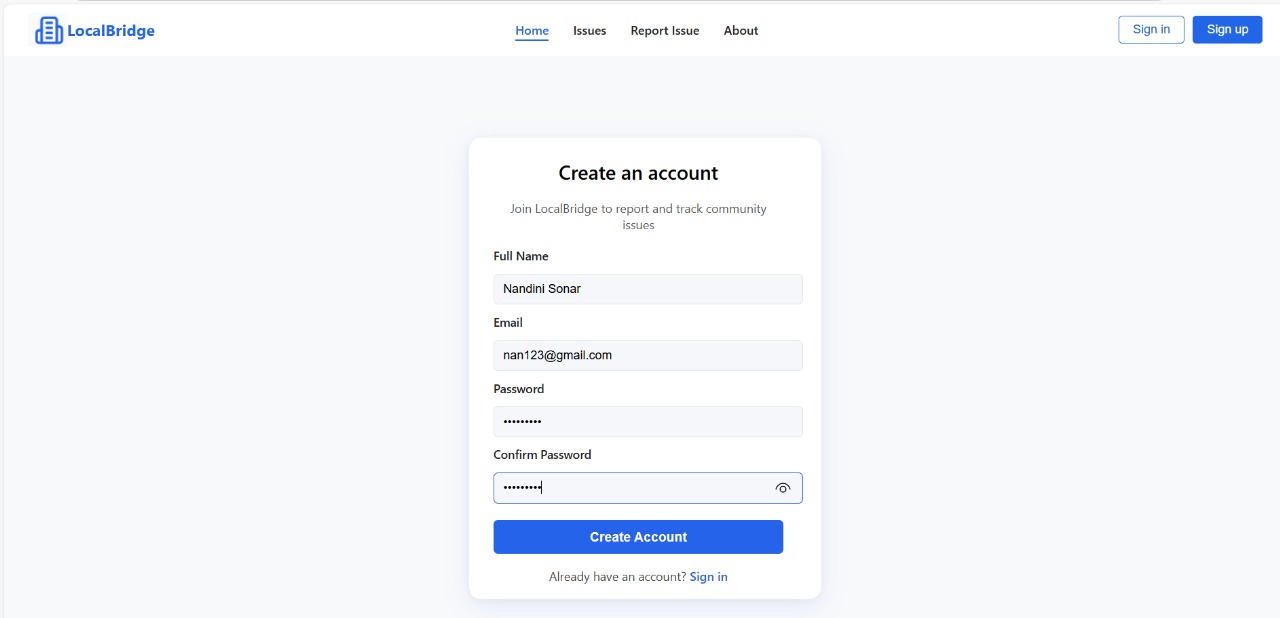 LocalBridge
Home Issues Report Issue About
Sign in Sign up
Create an account
Join LocalBridge to report and track community
issues
Full Name
Nandini Sonar
Email
nan123@gmail.com
Password
•••••••••
Confirm Password
•••••••••
Create Account
Already have an account? Sign in